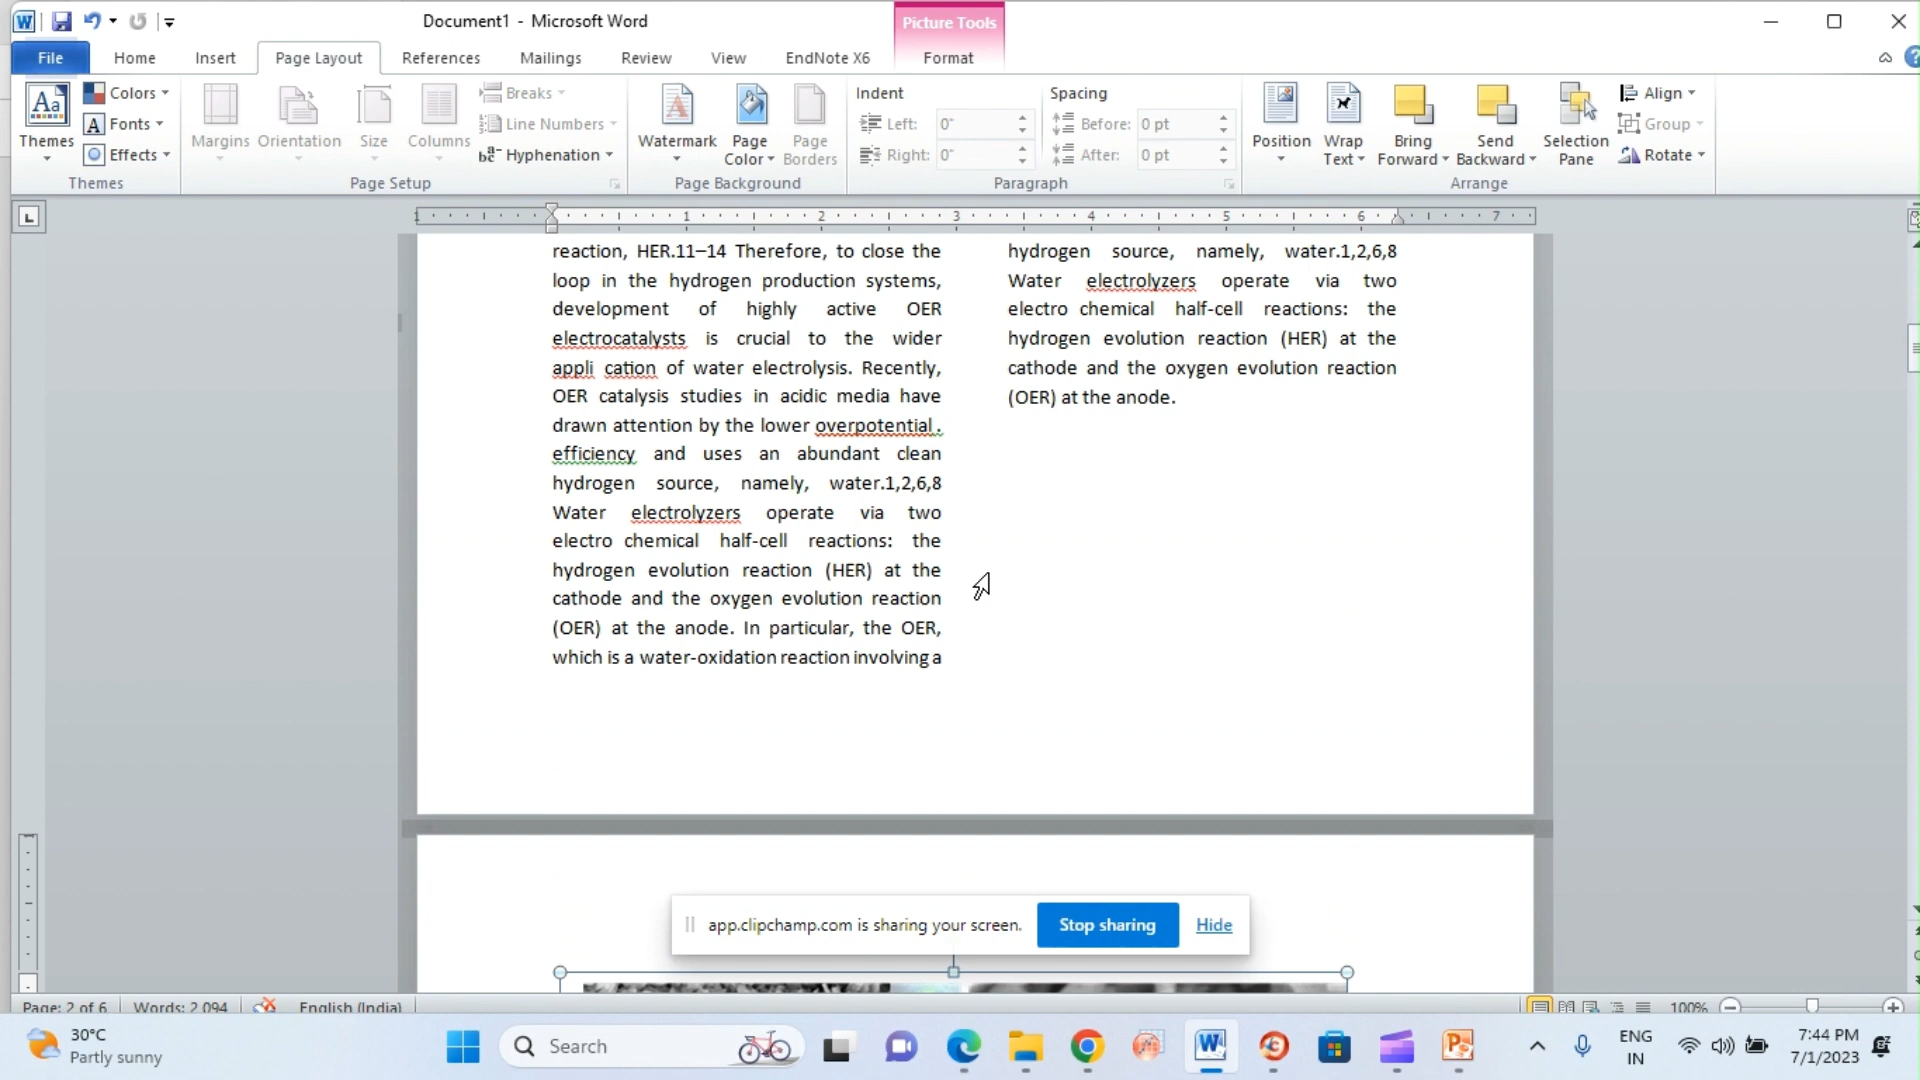 Document1 - Microsoft Word
Picture Tools
File
Home
Insert
Page Layout
References
Mailings
Review
View
EndNote X6
Format
Themes
Colors
Fonts
Effects
Themes
Margins
Orientation
Size
Columns
Breaks
Line Numbers
Hyphenation
Page Setup
Watermark
Page Color
Page Borders
Page Background
Indent
Left: 0"
Right: 0"
Spacing
Before: 0 pt
After: 0 pt
Paragraph
Position
Wrap Text
Bring Forward
Send Backward
Selection Pane
Align
Group
Rotate
Arrange
1 1 2 3 4 5 6 7
reaction, HER.11–14 Therefore, to close the
loop in the hydrogen production systems,
development of highly active OER
electrocatalysts is crucial to the wider
appli cation of water electrolysis. Recently,
OER catalysis studies in acidic media have
drawn attention by the lower overpotential .
efficiency and uses an abundant clean
hydrogen source, namely, water.1,2,6,8
Water electrolyzers operate via two
electro chemical half-cell reactions: the
hydrogen evolution reaction (HER) at the
cathode and the oxygen evolution reaction
(OER) at the anode. In particular, the OER,
which is a water-oxidation reaction involving a
hydrogen source, namely, water.1,2,6,8
Water electrolyzers operate via two
electro chemical half-cell reactions: the
hydrogen evolution reaction (HER) at the
cathode and the oxygen evolution reaction
(OER) at the anode.
app.clipchamp.com is sharing your screen.
Stop sharing
Hide
Page: 2 of 6
Words: 2,094
English (India)
100%
30°C
Partly sunny
Search
ENG
IN
7:44 PM
7/1/2023